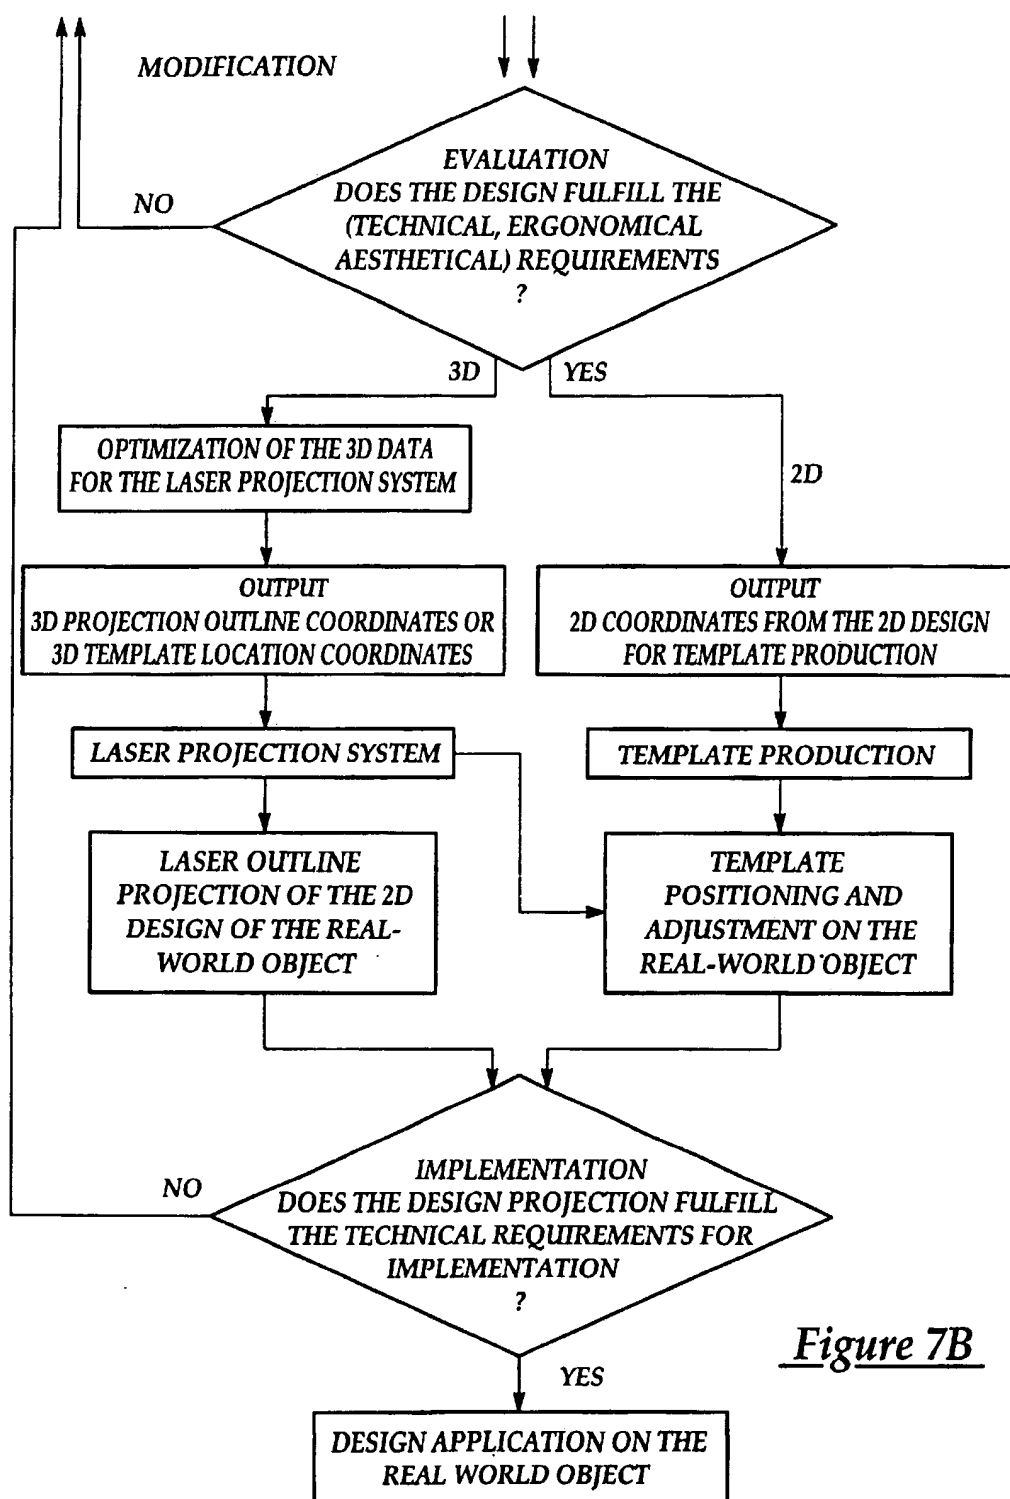 MODIFICATION
EVALUATION
DOES THE DESIGN FULFILL THE
(TECHNICAL, ERGONOMICAL
AESTHETICAL) REQUIREMENTS
?
NO
3D
YES
OPTIMIZATION OF THE 3D DATA
FOR THE LASER PROJECTION SYSTEM
2D
OUTPUT
3D PROJECTION OUTLINE COORDINATES OR
3D TEMPLATE LOCATION COORDINATES
OUTPUT
2D COORDINATES FROM THE 2D DESIGN
FOR TEMPLATE PRODUCTION
LASER PROJECTION SYSTEM
TEMPLATE PRODUCTION
LASER OUTLINE
PROJECTION OF THE 2D
DESIGN OF THE REAL-
WORLD OBJECT
TEMPLATE
POSITIONING AND
ADJUSTMENT ON THE
REAL-WORLD OBJECT
NO
IMPLEMENTATION
DOES THE DESIGN PROJECTION FULFILL
THE TECHNICAL REQUIREMENTS FOR
IMPLEMENTATION
?
Figure 7B
YES
DESIGN APPLICATION ON THE
REAL WORLD OBJECT